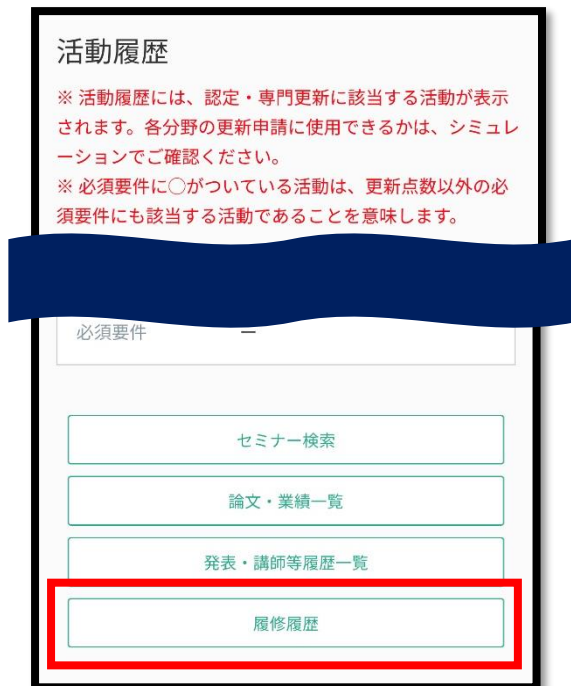 活動履歴
※ 活動履歴には、認定・専門更新に該当する活動が表示
されます。各分野の更新申請に使用できるかは、シミュレ
ーションでご確認ください。
※ 必須要件に○がついている活動は、更新点数以外の必
須要件にも該当する活動であることを意味します。
必須要件 ー
セミナー検索
論文・業績一覧
発表・講師等履歴一覧
履修履歴